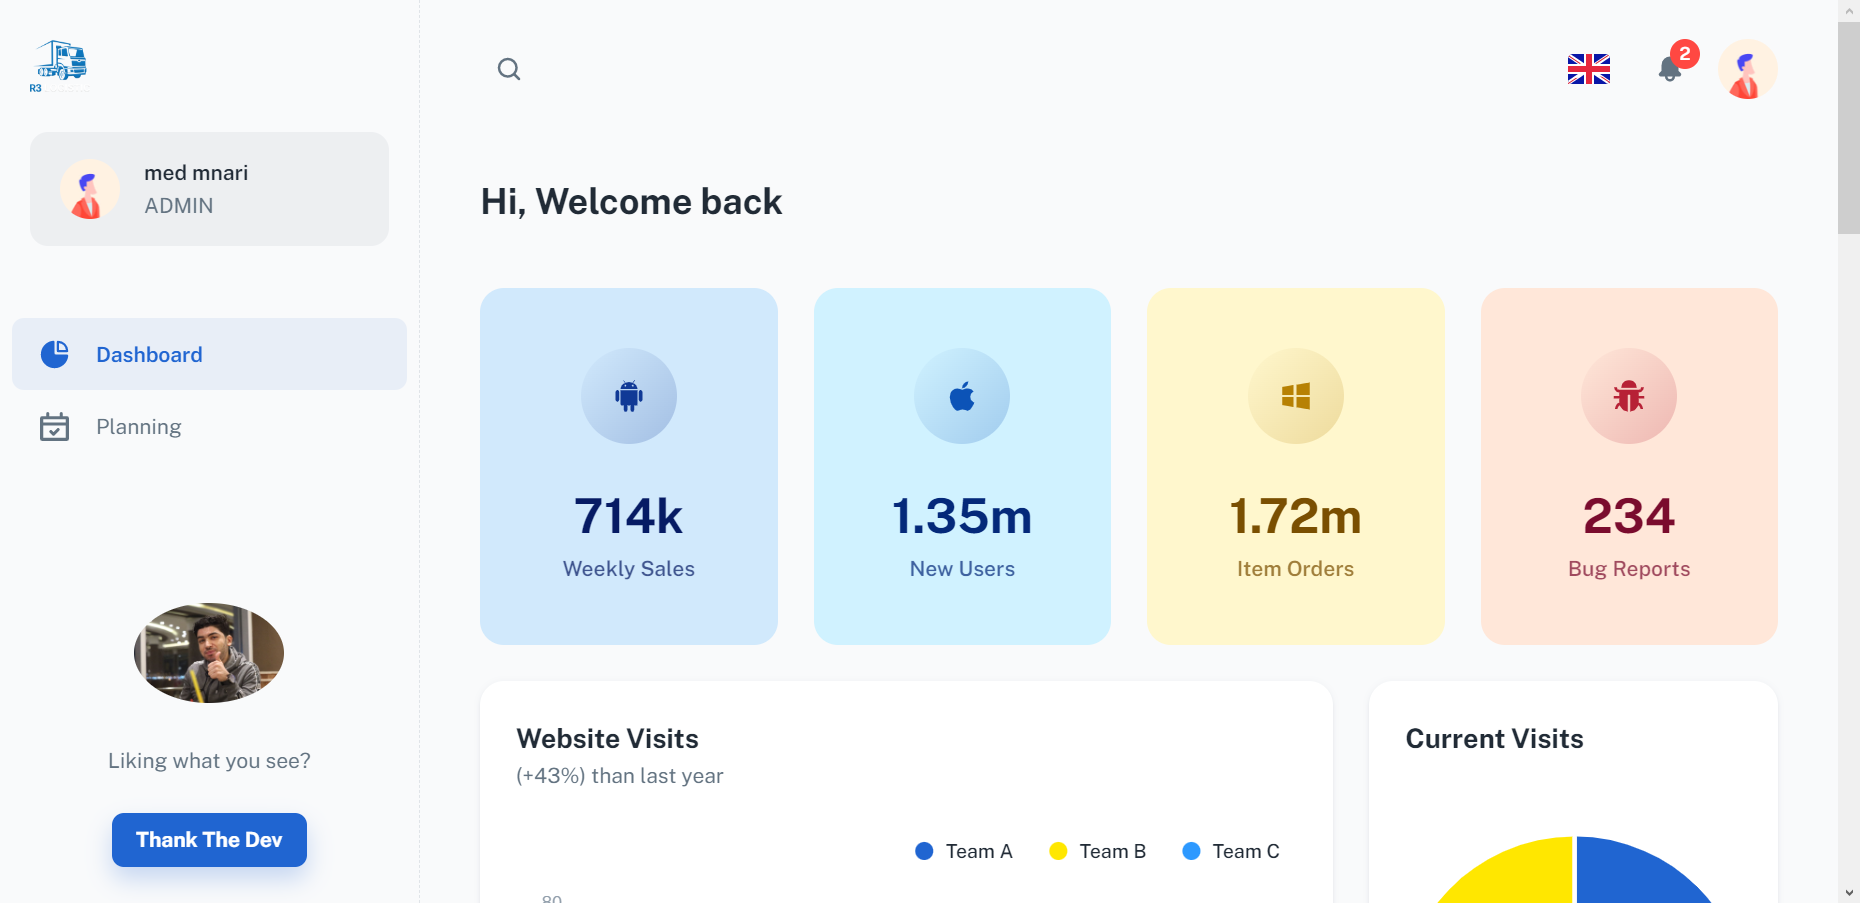 R3
med mnari
ADMIN
Dashboard
Planning
Liking what you see?
Thank The Dev
2
Hi, Welcome back
714k
Weekly Sales
1.35m
New Users
1.72m
Item Orders
234
Bug Reports
Website Visits
(+43%) than last year
Team A
Team B
Team C
80
Current Visits